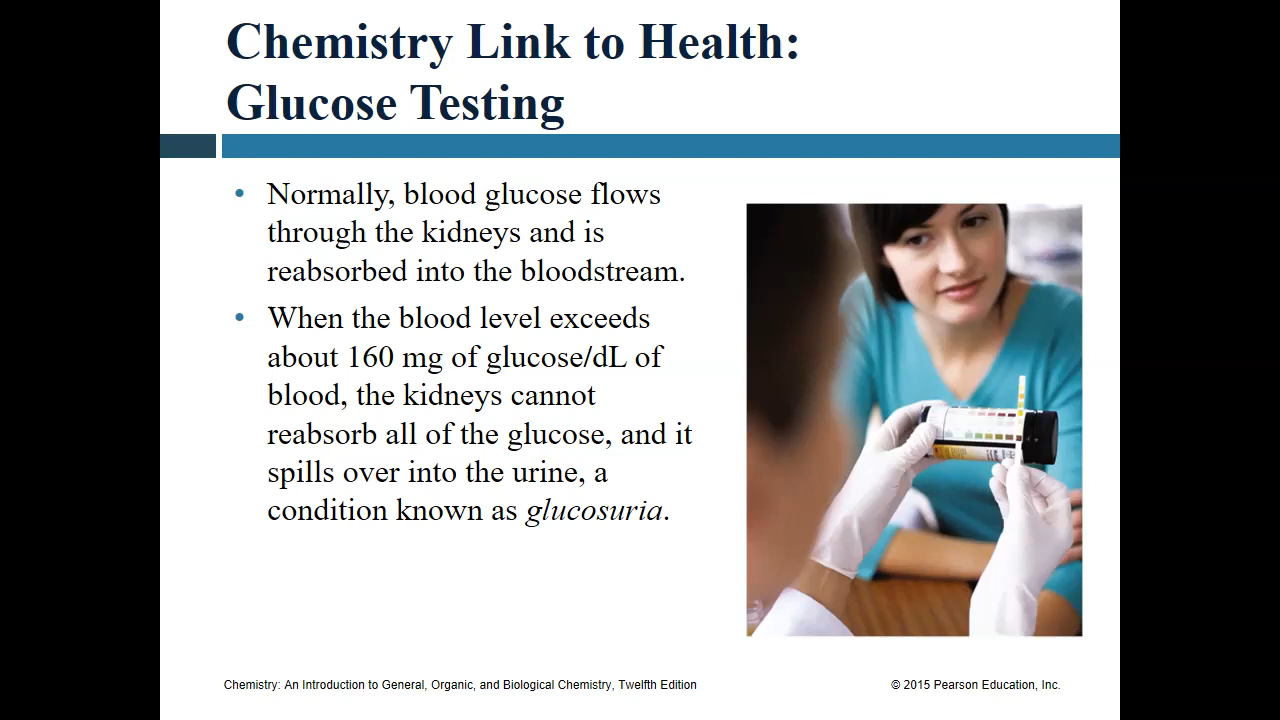 Chemistry Link to Health:
Glucose Testing
• Normally, blood glucose flows
through the kidneys and is
reabsorbed into the bloodstream.
• When the blood level exceeds
about 160 mg of glucose/dL of
blood, the kidneys cannot
reabsorb all of the glucose, and it
spills over into the urine, a
condition known as glucosuria.
Chemistry: An Introduction to General, Organic, and Biological Chemistry, Twelfth Edition
© 2015 Pearson Education, Inc.